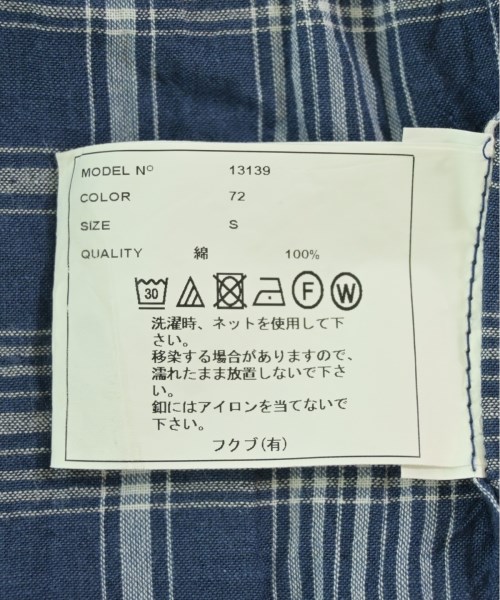 MODEL Nº 13139
COLOR 72
SIZE S
QUALITY 綿 100%
30 F W
洗濯時、ネットを使用して下
さい。
移染する場合がありますので、
濡れたまま放置しないで下さ
い。
釦にはアイロンを当てないで
下さい。
フクブ(有)